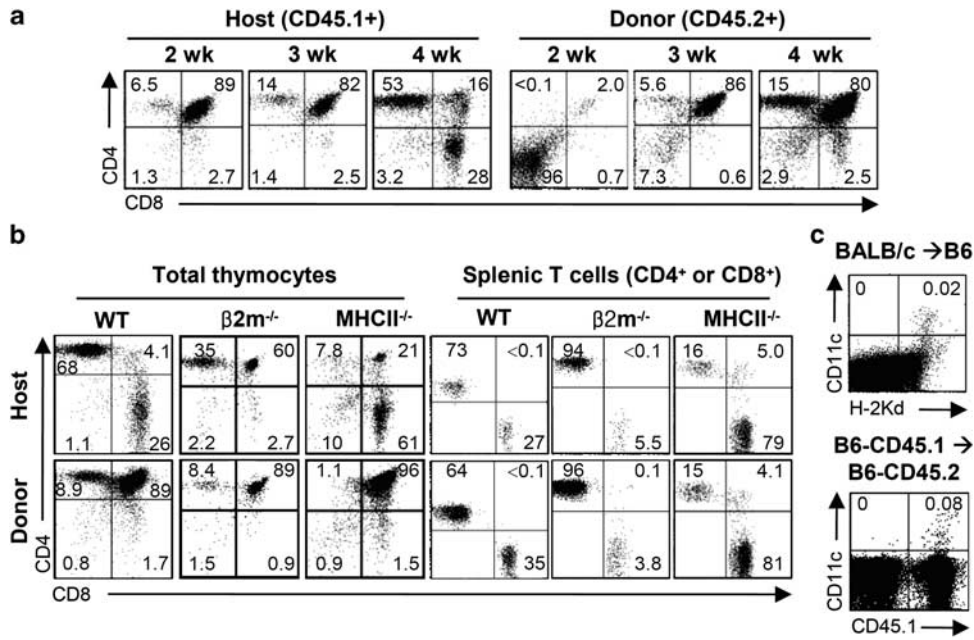 a
Host (CD45.1+) Donor (CD45.2+)
2 wk 3 wk 4 wk 2 wk 3 wk 4 wk
6.5 89 14 82 53 16 <0.1 2.0 5.6 86 15 80
1.3 2.7 1.4 2.5 3.2 28 96 0.7 7.3 0.6 2.9 2.5
CD4
CD8
b
Total thymocytes Splenic T cells (CD4⁺ or CD8⁺)
WT β2m⁻/⁻ MHCII⁻/⁻ WT β2m⁻/⁻ MHCII⁻/⁻
Host
68 4.1 35 60 7.8 21 73 <0.1 94 <0.1 16 5.0
1.1 26 2.2 2.7 10 61 27 5.5 79
Donor
8.9 89 8.4 89 1.1 96 64 <0.1 96 0.1 15 4.1
0.8 1.7 1.5 0.9 0.9 1.5 35 3.8 81
CD4
CD8
c
BALB/c →B6
0 0.02
CD11c
H-2Kd
B6-CD45.1 →
B6-CD45.2
0 0.08
CD11c
CD45.1